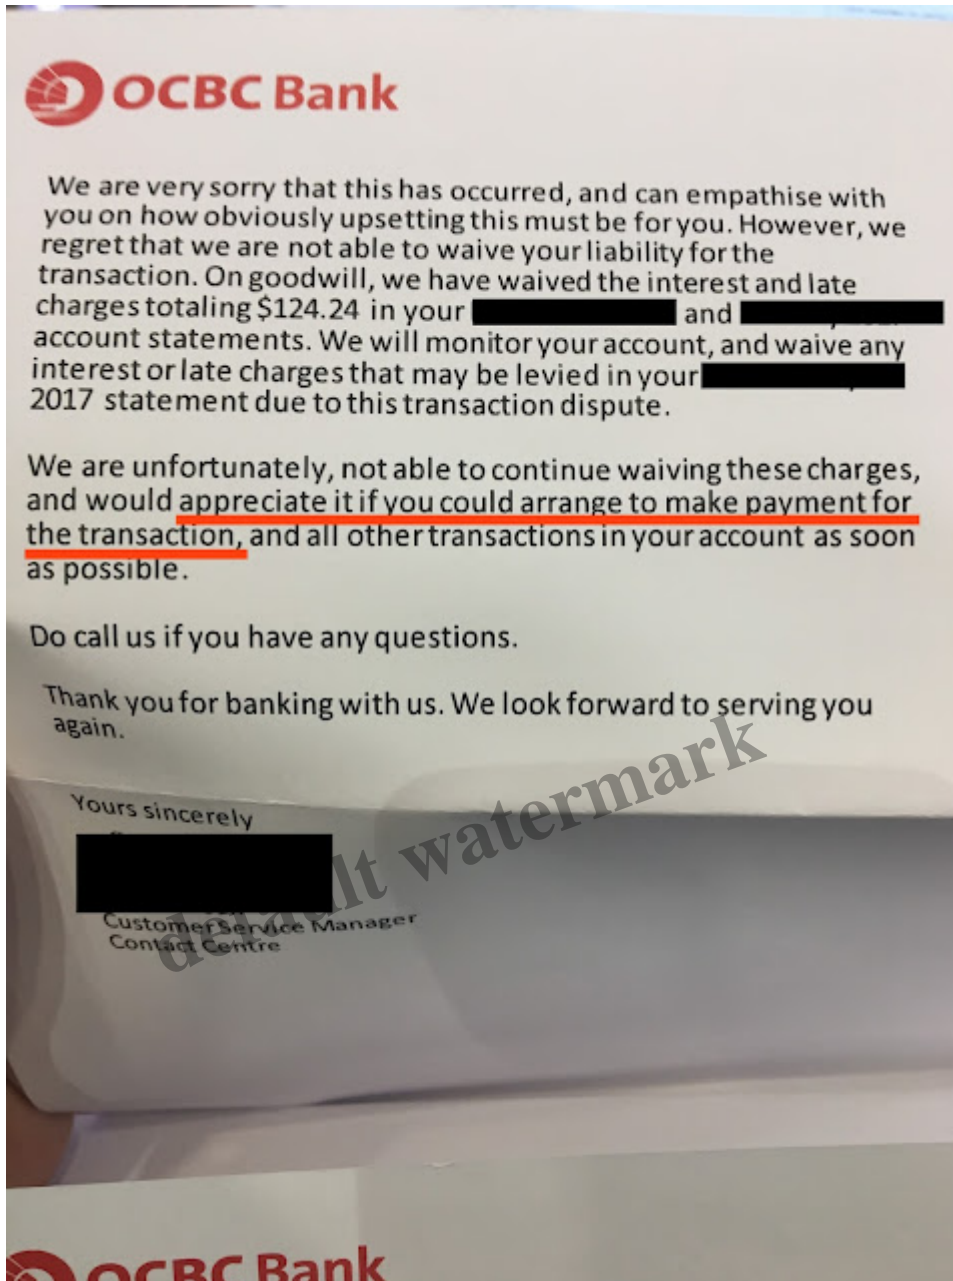 OCBC Bank
We are very sorry that this has occurred, and can empathise with
you on how obviously upsetting this must be for you. However, we
regret that we are not able to waive your liability for the
transaction. On goodwill, we have waived the interest and late
charges totaling $124.24 in your and
account statements. We will monitor your account, and waive any
interest or late charges that may be levied in your
2017 statement due to this transaction dispute.
We are unfortunately, not able to continue waiving these charges,
and would appreciate it if you could arrange to make payment for
the transaction, and all other transactions in your account as soon
as possible.
Do call us if you have any questions.
Thank you for banking with us. We look forward to serving you
again.
Yours sincerely
default watermark
Customer Service Manager
Contact Centre
OCBC Bank